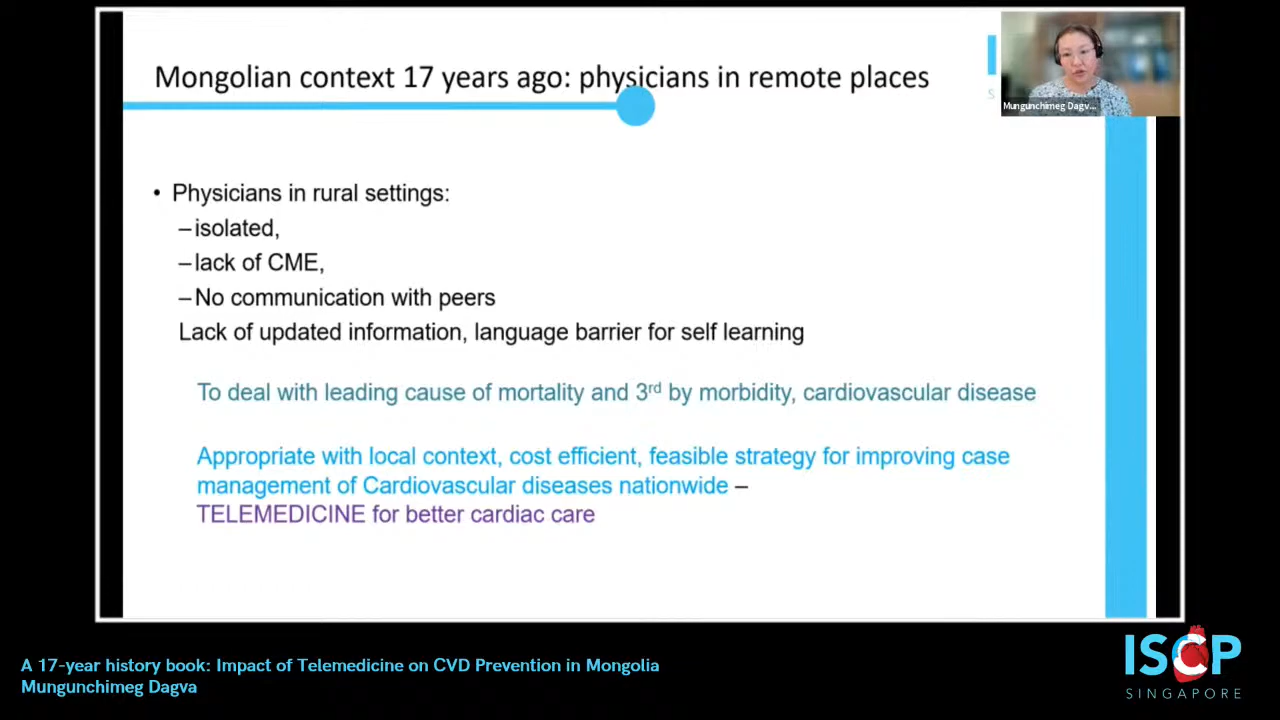 Mongolian context 17 years ago: physicians in remote places
Mungunchimeg Dagv...
• Physicians in rural settings:
– isolated,
– lack of CME,
– No communication with peers
Lack of updated information, language barrier for self learning
To deal with leading cause of mortality and 3rd by morbidity, cardiovascular disease
Appropriate with local context, cost efficient, feasible strategy for improving case
management of Cardiovascular diseases nationwide –
TELEMEDICINE for better cardiac care
A 17-year history book: Impact of Telemedicine on CVD Prevention in Mongolia
Mungunchimeg Dagva
ISCP
SINGAPORE